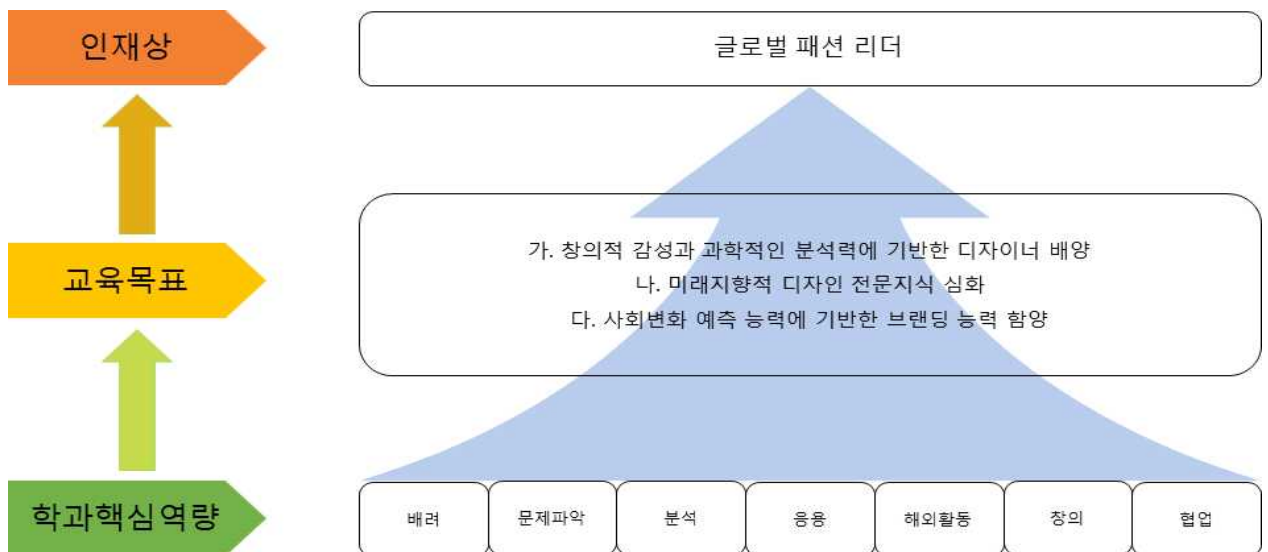 인재상
글로벌 패션 리더
교육목표
가. 창의적 감성과 과학적인 분석력에 기반한 디자이너 배양
나. 미래지향적 디자인 전문지식 심화
다. 사회변화 예측 능력에 기반한 브랜딩 능력 함양
학과핵심역량
배려
문제파악
분석
응용
해외활동
창의
협업